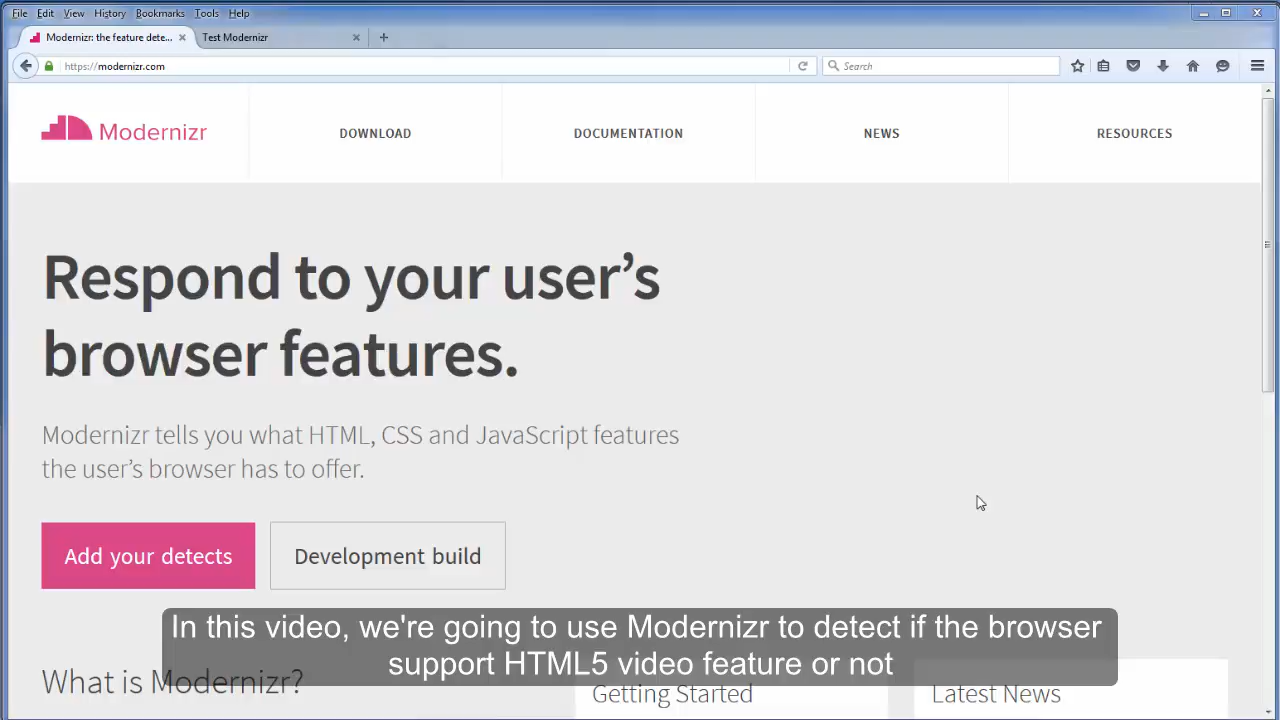 File Edit View History Bookmarks Tools Help
Modernizr: the feature dete... Test Modernizr
https://modernizr.com Search
Modernizr DOWNLOAD DOCUMENTATION NEWS RESOURCES
Respond to your user’s
browser features.
Modernizr tells you what HTML, CSS and JavaScript features
the user’s browser has to offer.
Add your detects Development build
In this video, we're going to use Modernizr to detect if the browser
support HTML5 video feature or not
What is Modernizr?
Getting Started Latest News